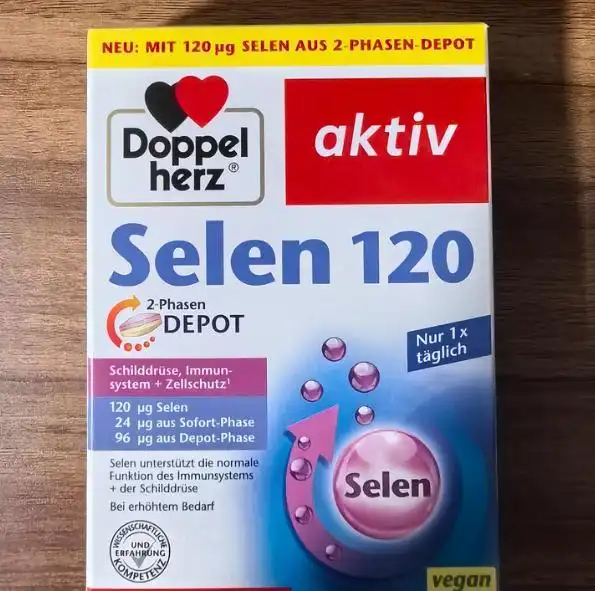 NEU: MIT 120 µg SELEN AUS 2-PHASEN-DEPOT
Doppel
herz®
aktiv
Selen 120
2-Phasen
DEPOT
Nur 1x
täglich
Schilddrüse, Immun-
system + Zellschutz¹
120 µg Selen
24 µg aus Sofort-Phase
96 µg aus Depot-Phase
Selen unterstützt die normale
Funktion des Immunsystems
+ der Schilddrüse
Bei erhöhtem Bedarf
Selen
WISSENSCHAFTLICHE
UND
ERFAHRUNG
KOMPETENZ
vegan